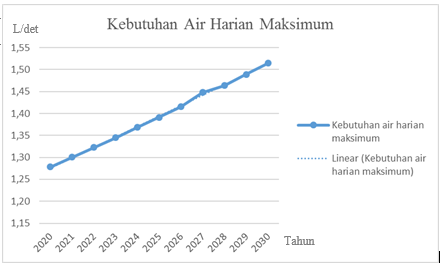 Kebutuhan Air Harian Maksimum
L/det
1,55
1,50
1,45
1,40
1,35
1,30
1,25
1,20
1,15
2020 2021 2022 2023 2024 2025 2026 2027 2028 2029 2030
Tahun
Kebutuhan air harian
maksimum
Linear (Kebutuhan air
harian maksimum)